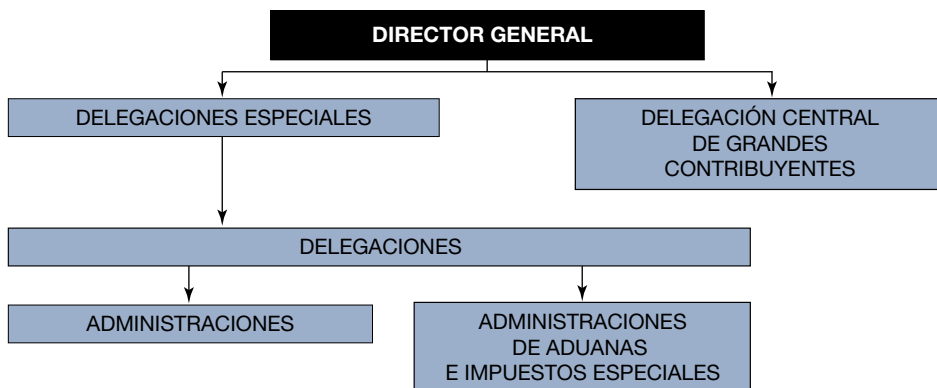 DIRECTOR GENERAL
DELEGACIONES ESPECIALES
DELEGACIÓN CENTRAL
DE GRANDES
CONTRIBUYENTES
DELEGACIONES
ADMINISTRACIONES
ADMINISTRACIONES
DE ADUANAS
E IMPUESTOS ESPECIALES